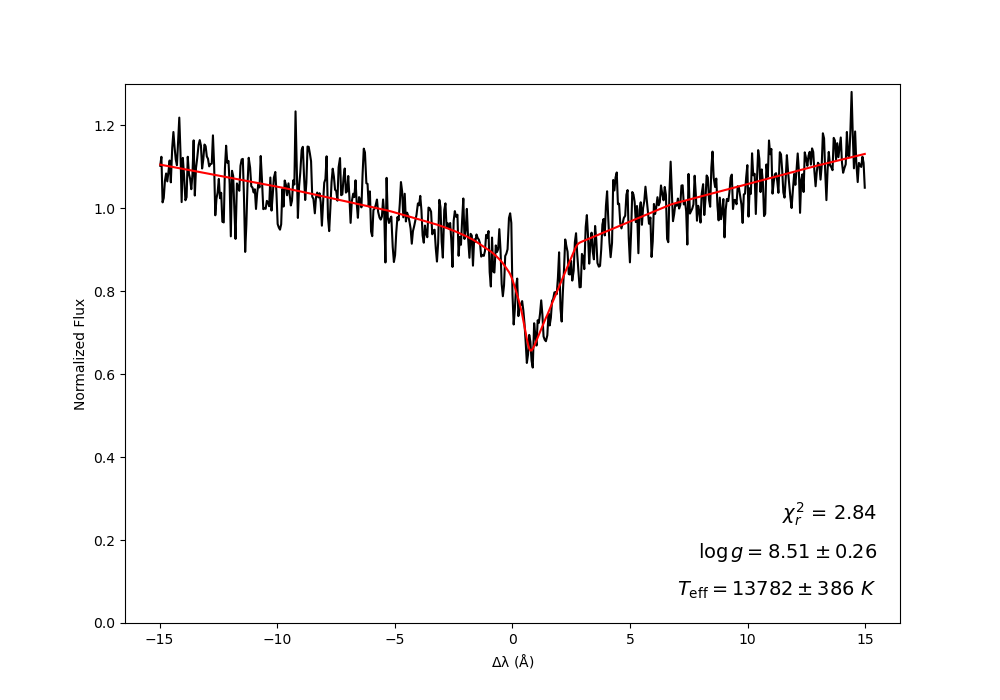 1.2
1.0
0.8
0.6
0.4
0.2
0.0
Normalized Flux
χ²ᵣ = 2.84
log g = 8.51 ± 0.26
T_eff = 13782 ± 386 K
−15 −10 −5 0 5 10 15
Δλ (Å)